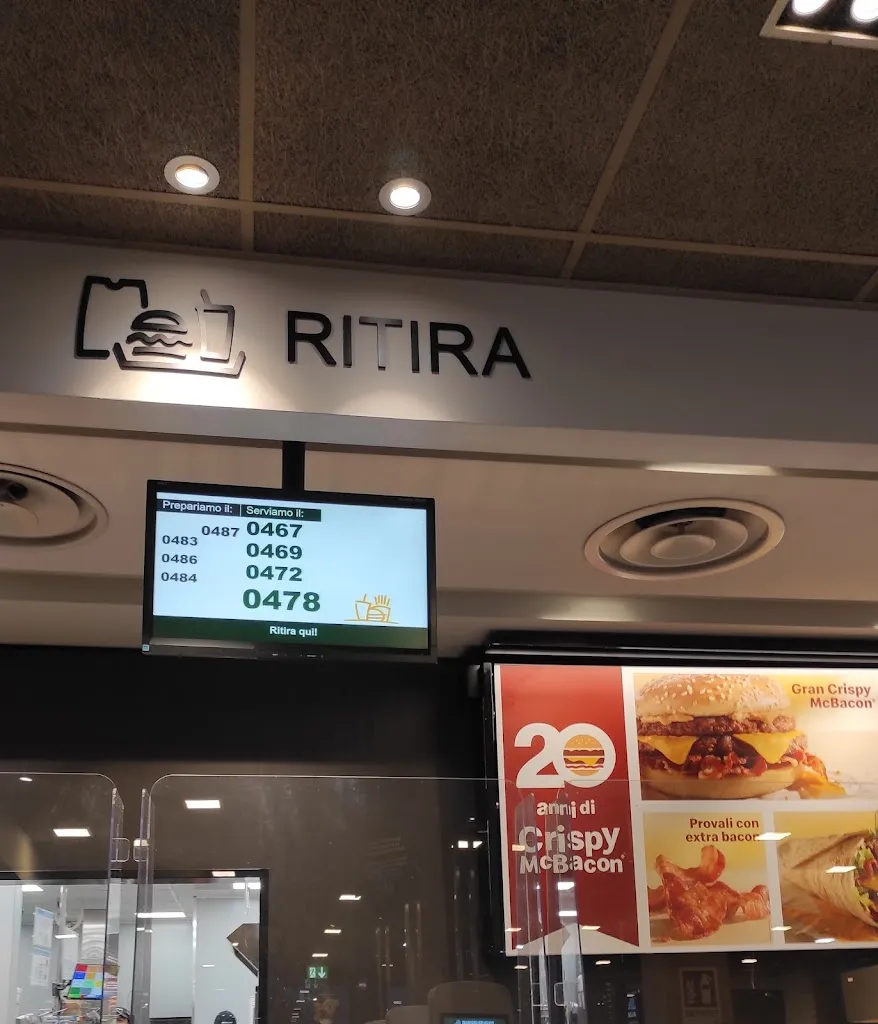 RITIRA
Prepariamo il:
Serviamo il:
0487
0483
0486
0484
0467
0469
0472
0478
Ritira qui!
20
anni di
Crispy
McBacon®
Gran Crispy
McBacon®
Provali con
extra bacon